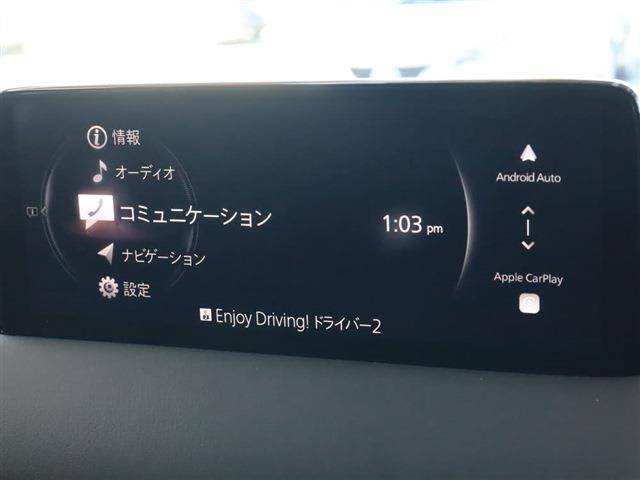 情報
オーディオ
コミュニケーション
ナビゲーション
設定
1:03 pm
Android Auto
Apple CarPlay
Enjoy Driving! ドライバー2